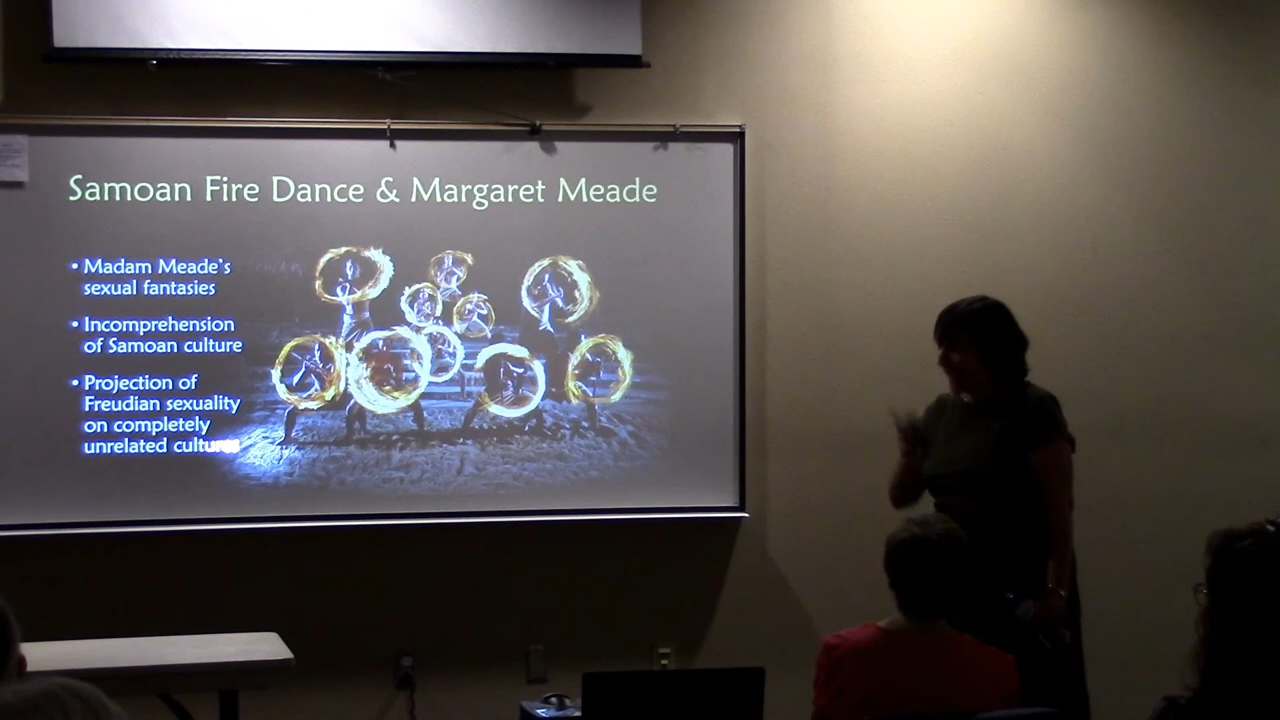 Samoan Fire Dance & Margaret Meade
• Madam Meade's
sexual fantasies
• Incomprehension
of Samoan culture
• Projection of
Freudian sexuality
on completely
unrelated cultures